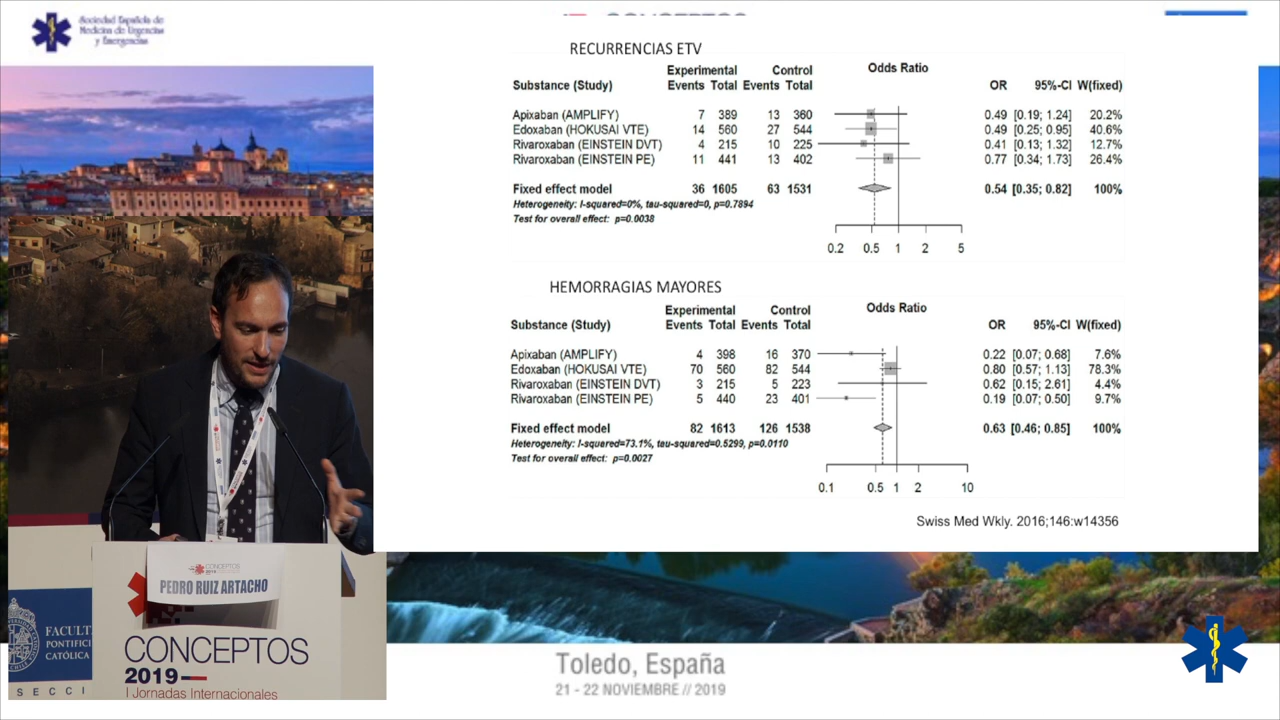 Sociedad Española de
Medicina de Urgencias
y Emergencias
CONCEPTOS
RECURRENCIAS ETV
Experimental Control Odds Ratio
Substance (Study) Events Total Events Total OR 95%-CI W(fixed)
Apixaban (AMPLIFY) 7 389 13 360 0.49 [0.19; 1.24] 20.2%
Edoxaban (HOKUSAI VTE) 14 560 27 544 0.49 [0.25; 0.95] 40.6%
Rivaroxaban (EINSTEIN DVT) 4 215 10 225 0.41 [0.13; 1.32] 12.7%
Rivaroxaban (EINSTEIN PE) 11 441 13 402 0.77 [0.34; 1.73] 26.4%
Fixed effect model 36 1605 63 1531 0.54 [0.35; 0.82] 100%
Heterogeneity: I-squared=0%, tau-squared=0, p=0.7894
Test for overall effect: p=0.0038
0.2 0.5 1 2 5
HEMORRAGIAS MAYORES
Experimental Control Odds Ratio
Substance (Study) Events Total Events Total OR 95%-CI W(fixed)
Apixaban (AMPLIFY) 4 398 16 370 0.22 [0.07; 0.68] 7.6%
Edoxaban (HOKUSAI VTE) 70 560 82 544 0.80 [0.57; 1.13] 78.3%
Rivaroxaban (EINSTEIN DVT) 3 215 5 223 0.62 [0.15; 2.61] 4.4%
Rivaroxaban (EINSTEIN PE) 5 440 23 401 0.19 [0.07; 0.50] 9.7%
Fixed effect model 82 1613 126 1538 0.63 [0.46; 0.85] 100%
Heterogeneity: I-squared=73.1%, tau-squared=0.5299, p=0.0110
Test for overall effect: p=0.0027
0.1 0.5 1 2 10
Swiss Med Wkly. 2016;146:w14356
CONCEPTOS
2019
PEDRO RUIZ ARTACHO
FACULT
PONTIFIC
CATÓLICA
SECCI
CONCEPTOS
2019
I Jornadas Internacionales
Toledo, España
21 - 22 NOVIEMBRE // 2019